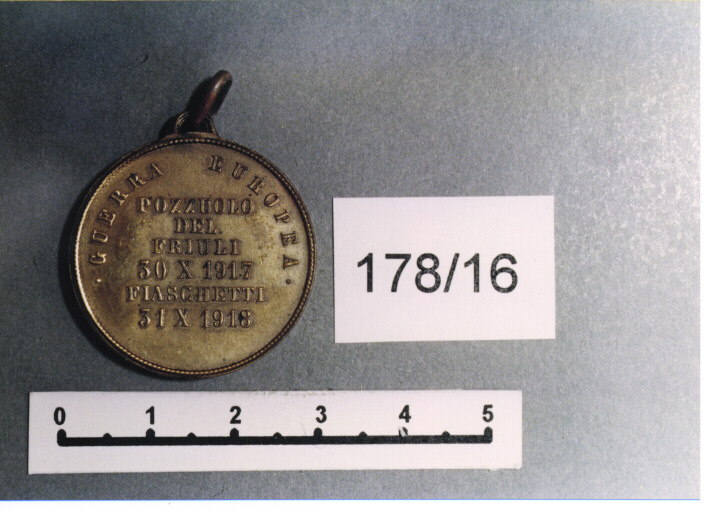 · GUERRA EUROPEA ·
POZZUOLO
DEL
FRIULI
30 X 1917
FIASCHETTI
31 X 1918
178/16
0 1 2 3 4 5